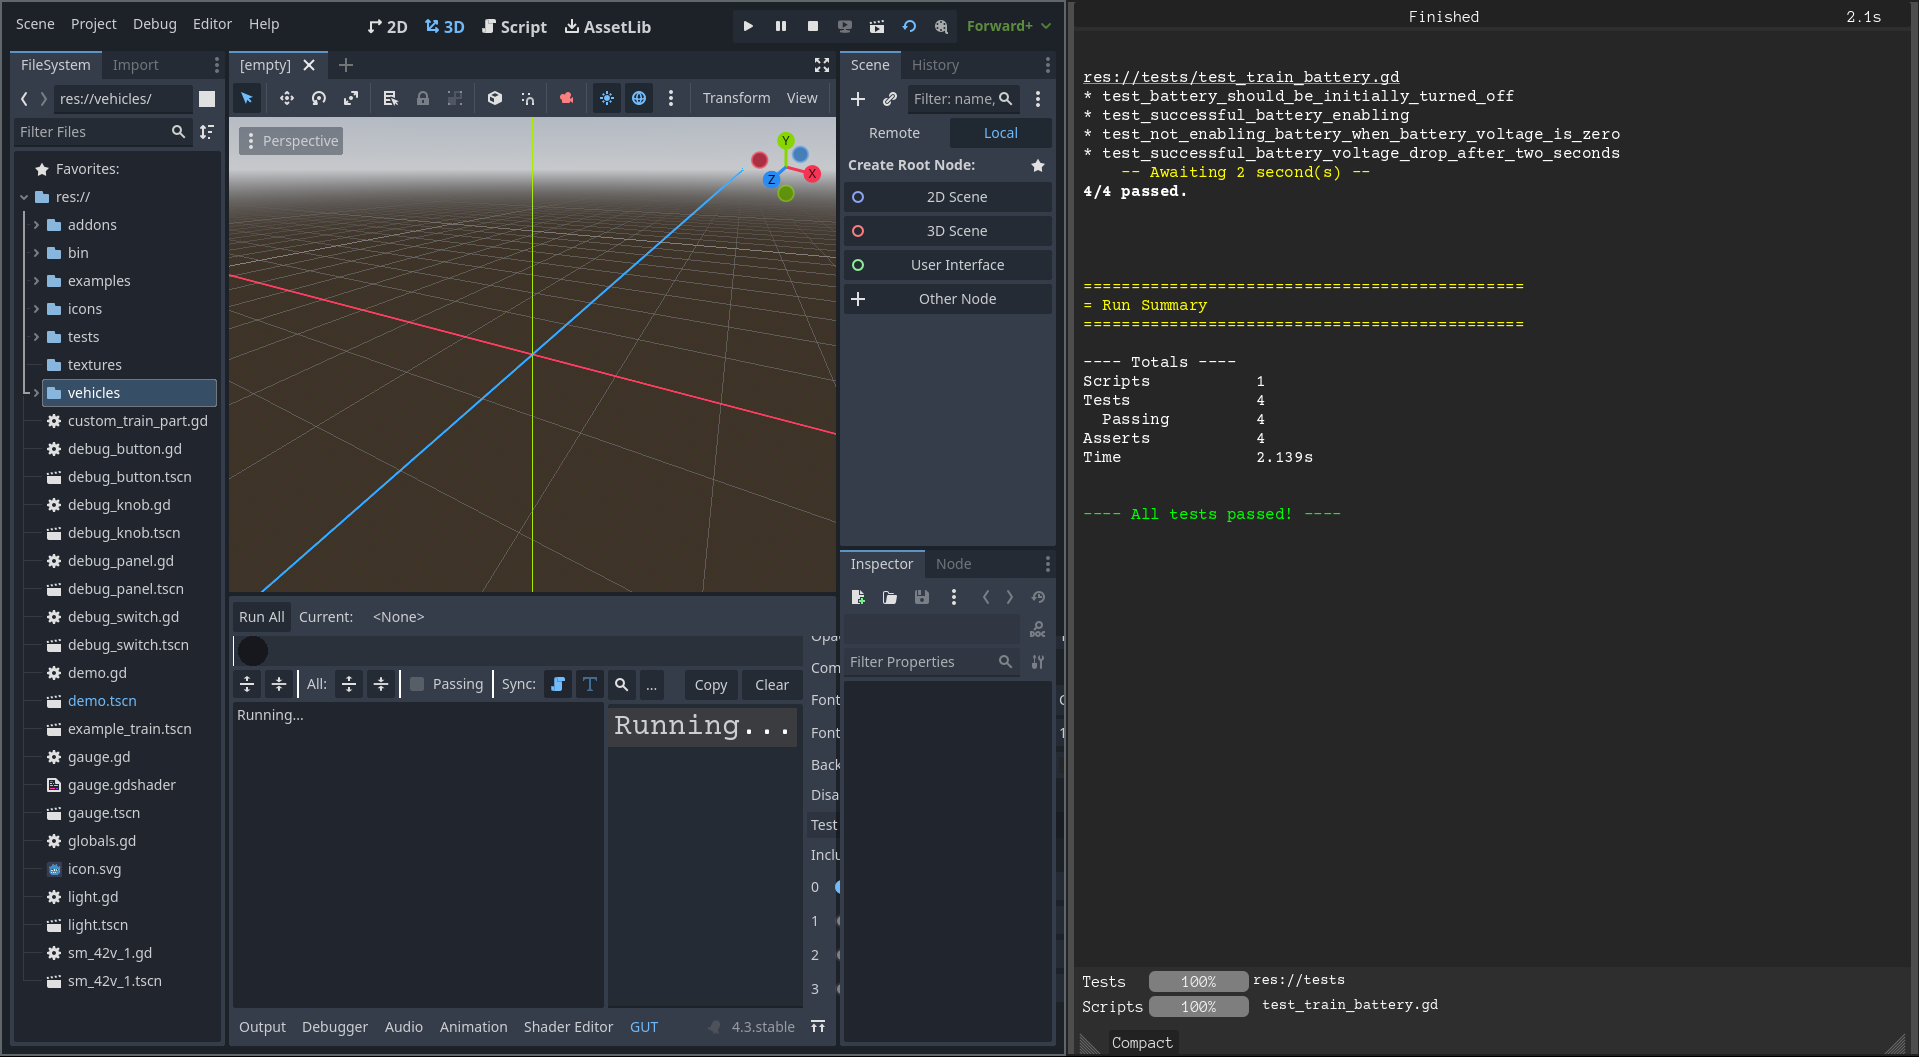 Scene Project Debug Editor Help
2D 3D Script AssetLib
Forward+
FileSystem Import
res://vehicles/
Filter Files
Favorites:
res://
addons
bin
examples
icons
tests
textures
vehicles
custom_train_part.gd
debug_button.gd
debug_button.tscn
debug_knob.gd
debug_knob.tscn
debug_panel.gd
debug_panel.tscn
debug_switch.gd
debug_switch.tscn
demo.gd
demo.tscn
example_train.tscn
gauge.gd
gauge.gdshader
gauge.tscn
globals.gd
icon.svg
light.gd
light.tscn
sm_42v_1.gd
sm_42v_1.tscn
[empty]
Transform View
Perspective
Y
X
Z
Run All Current: <None>
All: Passing Sync: ... Copy Clear
Running...
Running...
Opa
Com
Font
Font
Back
Disa
Test
Inclu
0
1
2
3
Output Debugger Audio Animation Shader Editor GUT 4.3.stable
Scene History
Filter: name,
Remote Local
Create Root Node:
2D Scene
3D Scene
User Interface
Other Node
Inspector Node
DOC
Filter Properties
Finished 2.1s
res://tests/test_train_battery.gd
* test_battery_should_be_initially_turned_off
* test_successful_battery_enabling
* test_not_enabling_battery_when_battery_voltage_is_zero
* test_successful_battery_voltage_drop_after_two_seconds
-- Awaiting 2 second(s) --
4/4 passed.
==============================================
= Run Summary
==============================================
---- Totals ----
Scripts 1
Tests 4
Passing 4
Asserts 4
Time 2.139s
---- All tests passed! ----
Tests 100% res://tests
Scripts 100% test_train_battery.gd
Compact